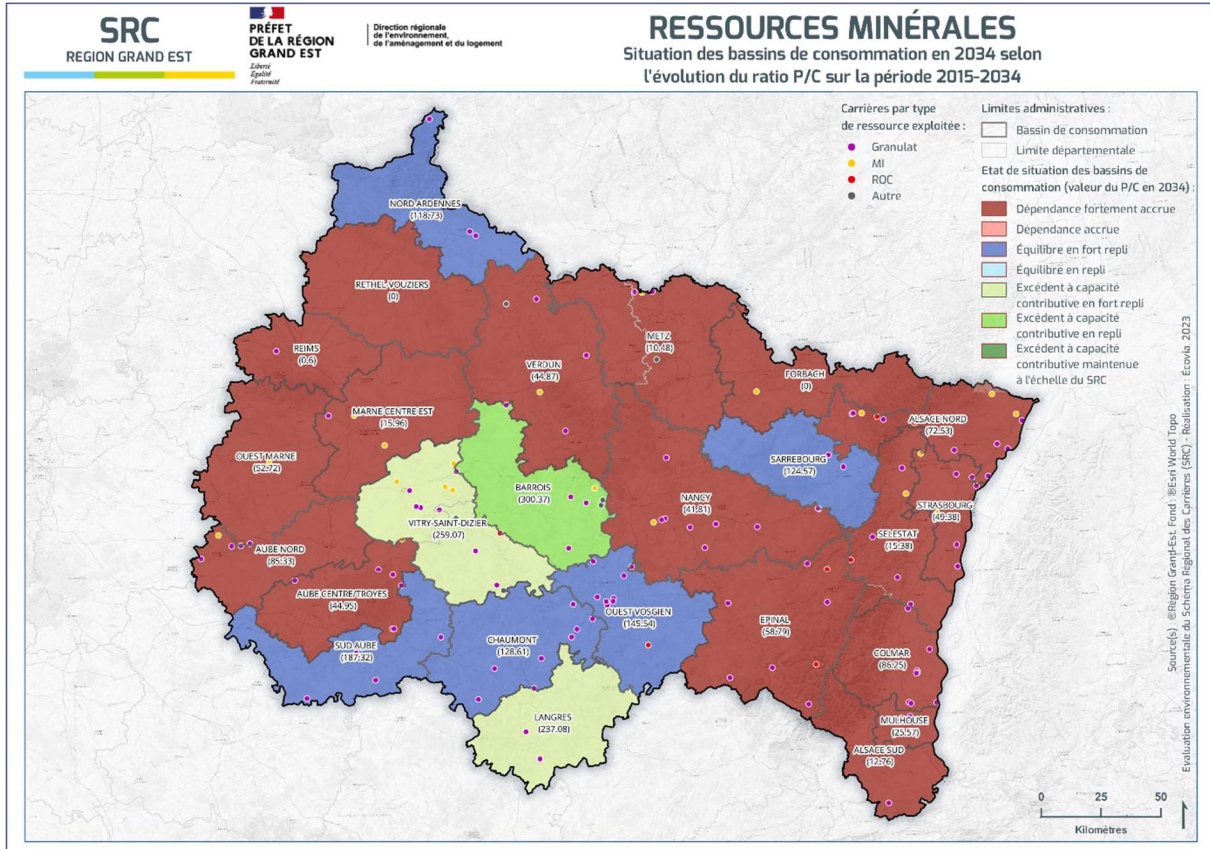 SRC
REGION GRAND EST
PRÉFET
DE LA RÉGION
GRAND EST
Liberté
Égalité
Fraternité
Direction régionale
de l'environnement,
de l'aménagement et du logement
RESSOURCES MINÉRALES
Situation des bassins de consommation en 2034 selon
l'évolution du ratio P/C sur la période 2015-2034
Carrières par type
de ressource exploitée :
Granulat
MI
ROC
Autre
Limites administratives :
Bassin de consommation
Limite départementale
Etat de situation des bassins de
consommation (valeur du P/C en 2034) :
Dépendance fortement accrue
Dépendance accrue
Équilibre en fort repli
Équilibre en repli
Excédent à capacité
contributive en fort repli
Excédent à capacité
contributive en repli
Excédent à capacité
contributive maintenue
à l'échelle du SRC
NORD ARDENNES
(118.73)
RETHEL-VOUZIERS
(0)
REIMS
(0.6)
VERDUN
(44.87)
METZ
(10.48)
FORBACH
(0)
MARNE CENTRE EST
(15.96)
ALSACE NORD
(72.53)
OUEST MARNE
(52.72)
SARREBOURG
(124.57)
BARROIS
(300.37)
NANCY
(41.81)
STRASBOURG
(49.38)
VITRY-SAINT-DIZIER
(259.07)
SELESTAT
(15.38)
AUBE NORD
(85.33)
AUBE CENTRE/TROYES
(44.95)
OUEST VOSGIEN
(145.54)
EPINAL
(58.79)
SUD AUBE
(187.32)
CHAUMONT
(128.61)
COLMAR
(86.25)
LANGRES
(237.08)
MULHOUSE
(25.57)
ALSACE SUD
(12.76)
0 25 50
Kilomètres
Source(s) : ©Région Grand-Est, Fond : ®Esri World Topo
Evaluation environnementale du Schéma Régional des Carrières (SRC) - Réalisation : Écovia, 2023